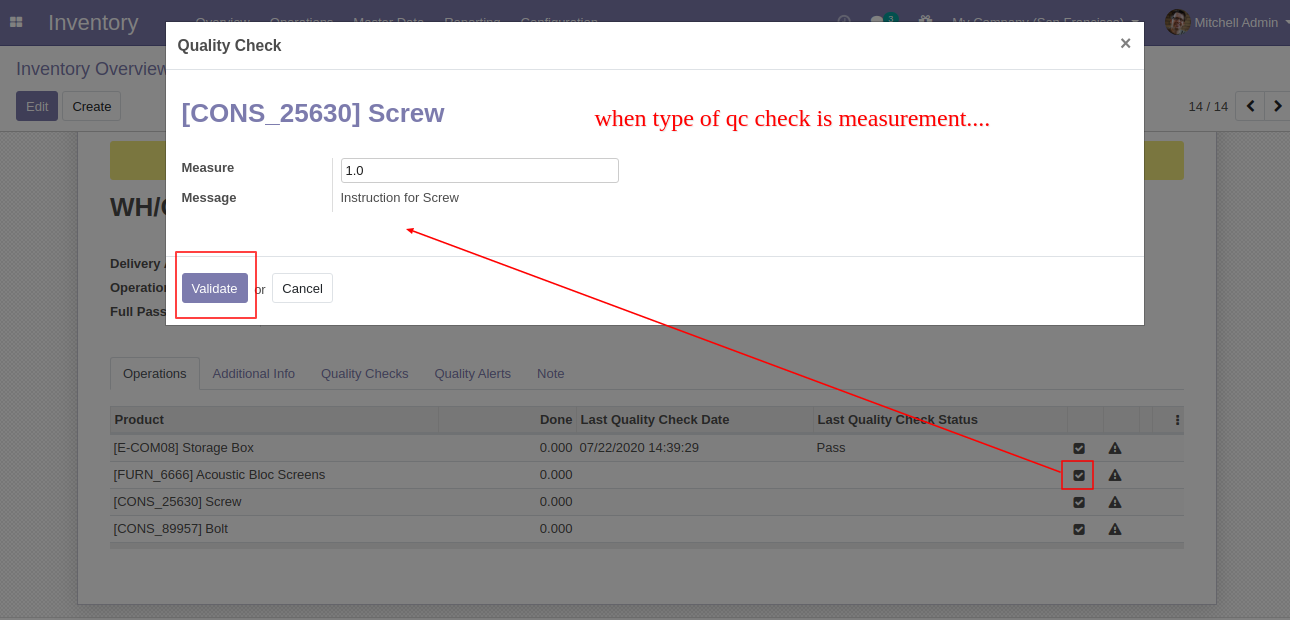 Inventory Overview Operations Master Data Reporting Configuration 3 My Company (San Francisco) Mitchell Admin
Quality Check ×
Inventory Overview
[CONS_25630] Screw
when type of qc check is measurement....
Edit Create
14 / 14
Measure 1.0
Message Instruction for Screw
WH/
Delivery
Operation
Full Pass
Validate or Cancel
Operations Additional Info Quality Checks Quality Alerts Note
Product Done Last Quality Check Date Last Quality Check Status
[E-COM08] Storage Box 0.000 07/22/2020 14:39:29 Pass
[FURN_6666] Acoustic Bloc Screens 0.000
[CONS_25630] Screw 0.000
[CONS_89957] Bolt 0.000